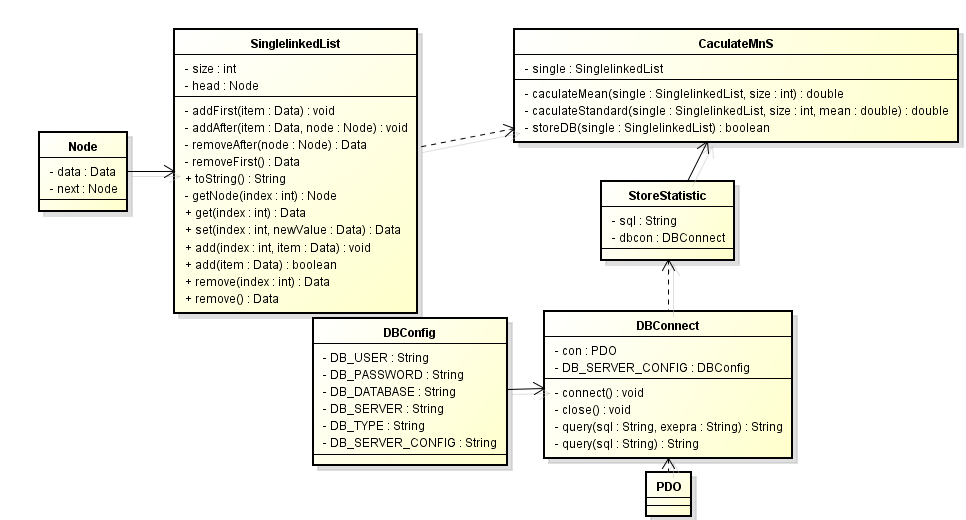 SinglelinkedList
- size : int
- head : Node
- addFirst(item : Data) : void
- addAfter(item : Data, node : Node) : void
- removeAfter(node : Node) : Data
- removeFirst() : Data
+ toString() : String
- getNode(index : int) : Node
+ get(index : int) : Data
+ set(index : int, newValue : Data) : Data
+ add(index : int, item : Data) : void
+ add(item : Data) : boolean
+ remove(index : int) : Data
+ remove() : Data
CaculateMnS
- single : SinglelinkedList
- caculateMean(single : SinglelinkedList, size : int) : double
- caculateStandard(single : SinglelinkedList, size : int, mean : double) : double
- storeDB(single : SinglelinkedList) : boolean
Node
- data : Data
- next : Node
StoreStatistic
- sql : String
- dbcon : DBConnect
DBConfig
- DB_USER : String
- DB_PASSWORD : String
- DB_DATABASE : String
- DB_SERVER : String
- DB_TYPE : String
- DB_SERVER_CONFIG : String
DBConnect
- con : PDO
- DB_SERVER_CONFIG : DBConfig
- connect() : void
- close() : void
- query(sql : String, exepra : String) : String
- query(sql : String) : String
PDO